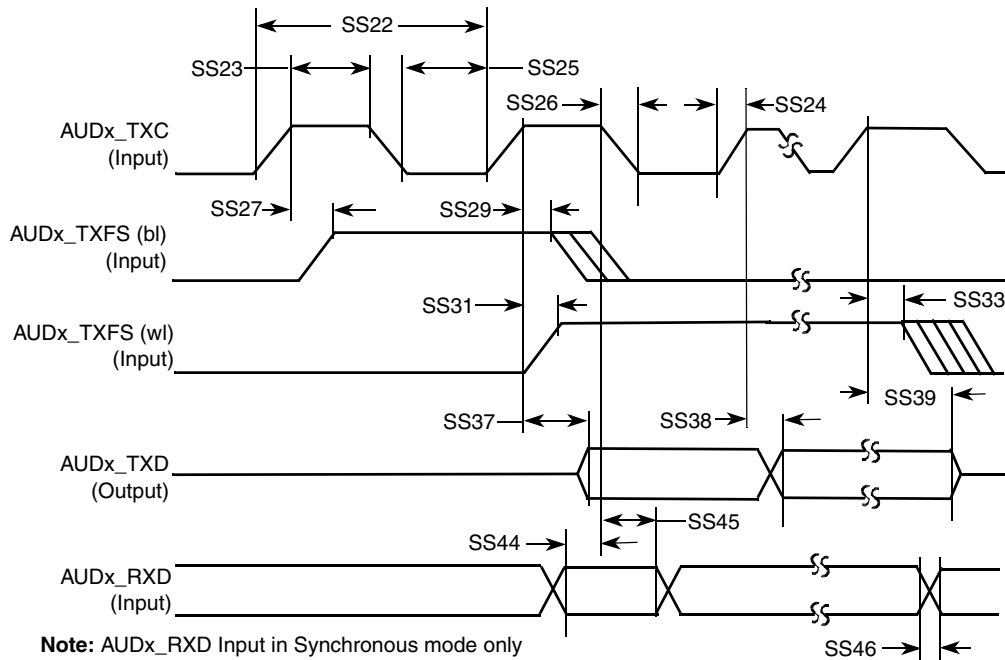 SS22
SS23
SS25
SS26
SS24
AUDx_TXC
(Input)
SS27
SS29
AUDx_TXFS (bl)
(Input)
SS31
SS33
AUDx_TXFS (wl)
(Input)
SS37
SS38
SS39
AUDx_TXD
(Output)
SS45
SS44
AUDx_RXD
(Input)
Note: AUDx_RXD Input in Synchronous mode only
SS46